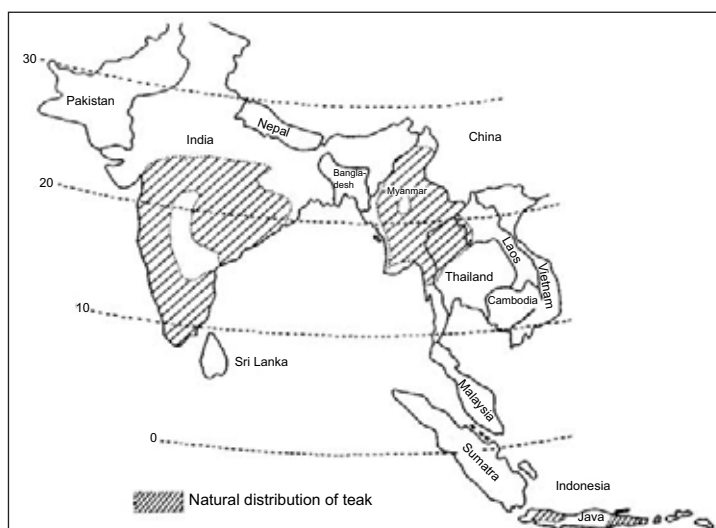 30
Pakistan
Nepal
China
India
Bangla-
desh
Myanmar
20
Laos
Vietnam
Thailand
Cambodia
10
Sri Lanka
Malaysia
0
Sumatra
Indonesia
Natural distribution of teak
Java